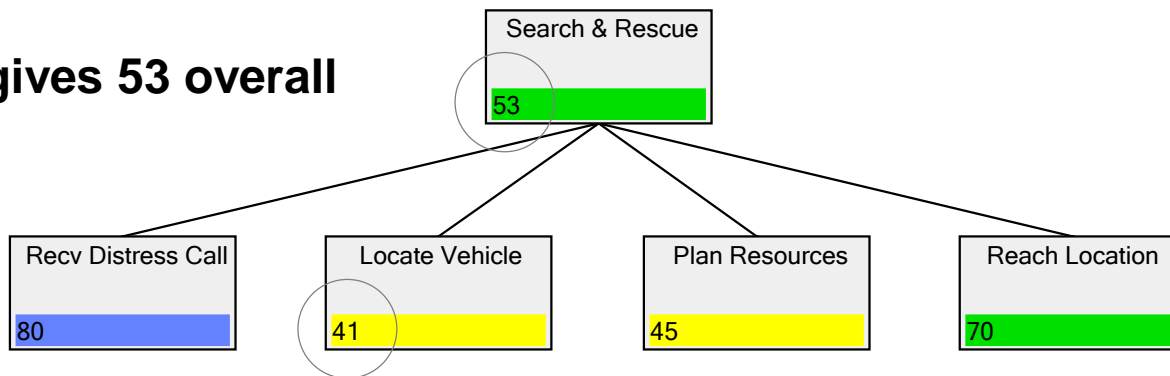 Search & Rescue
gives 53 overall
53
Recv Distress Call
Locate Vehicle
Plan Resources
Reach Location
80
41
45
70